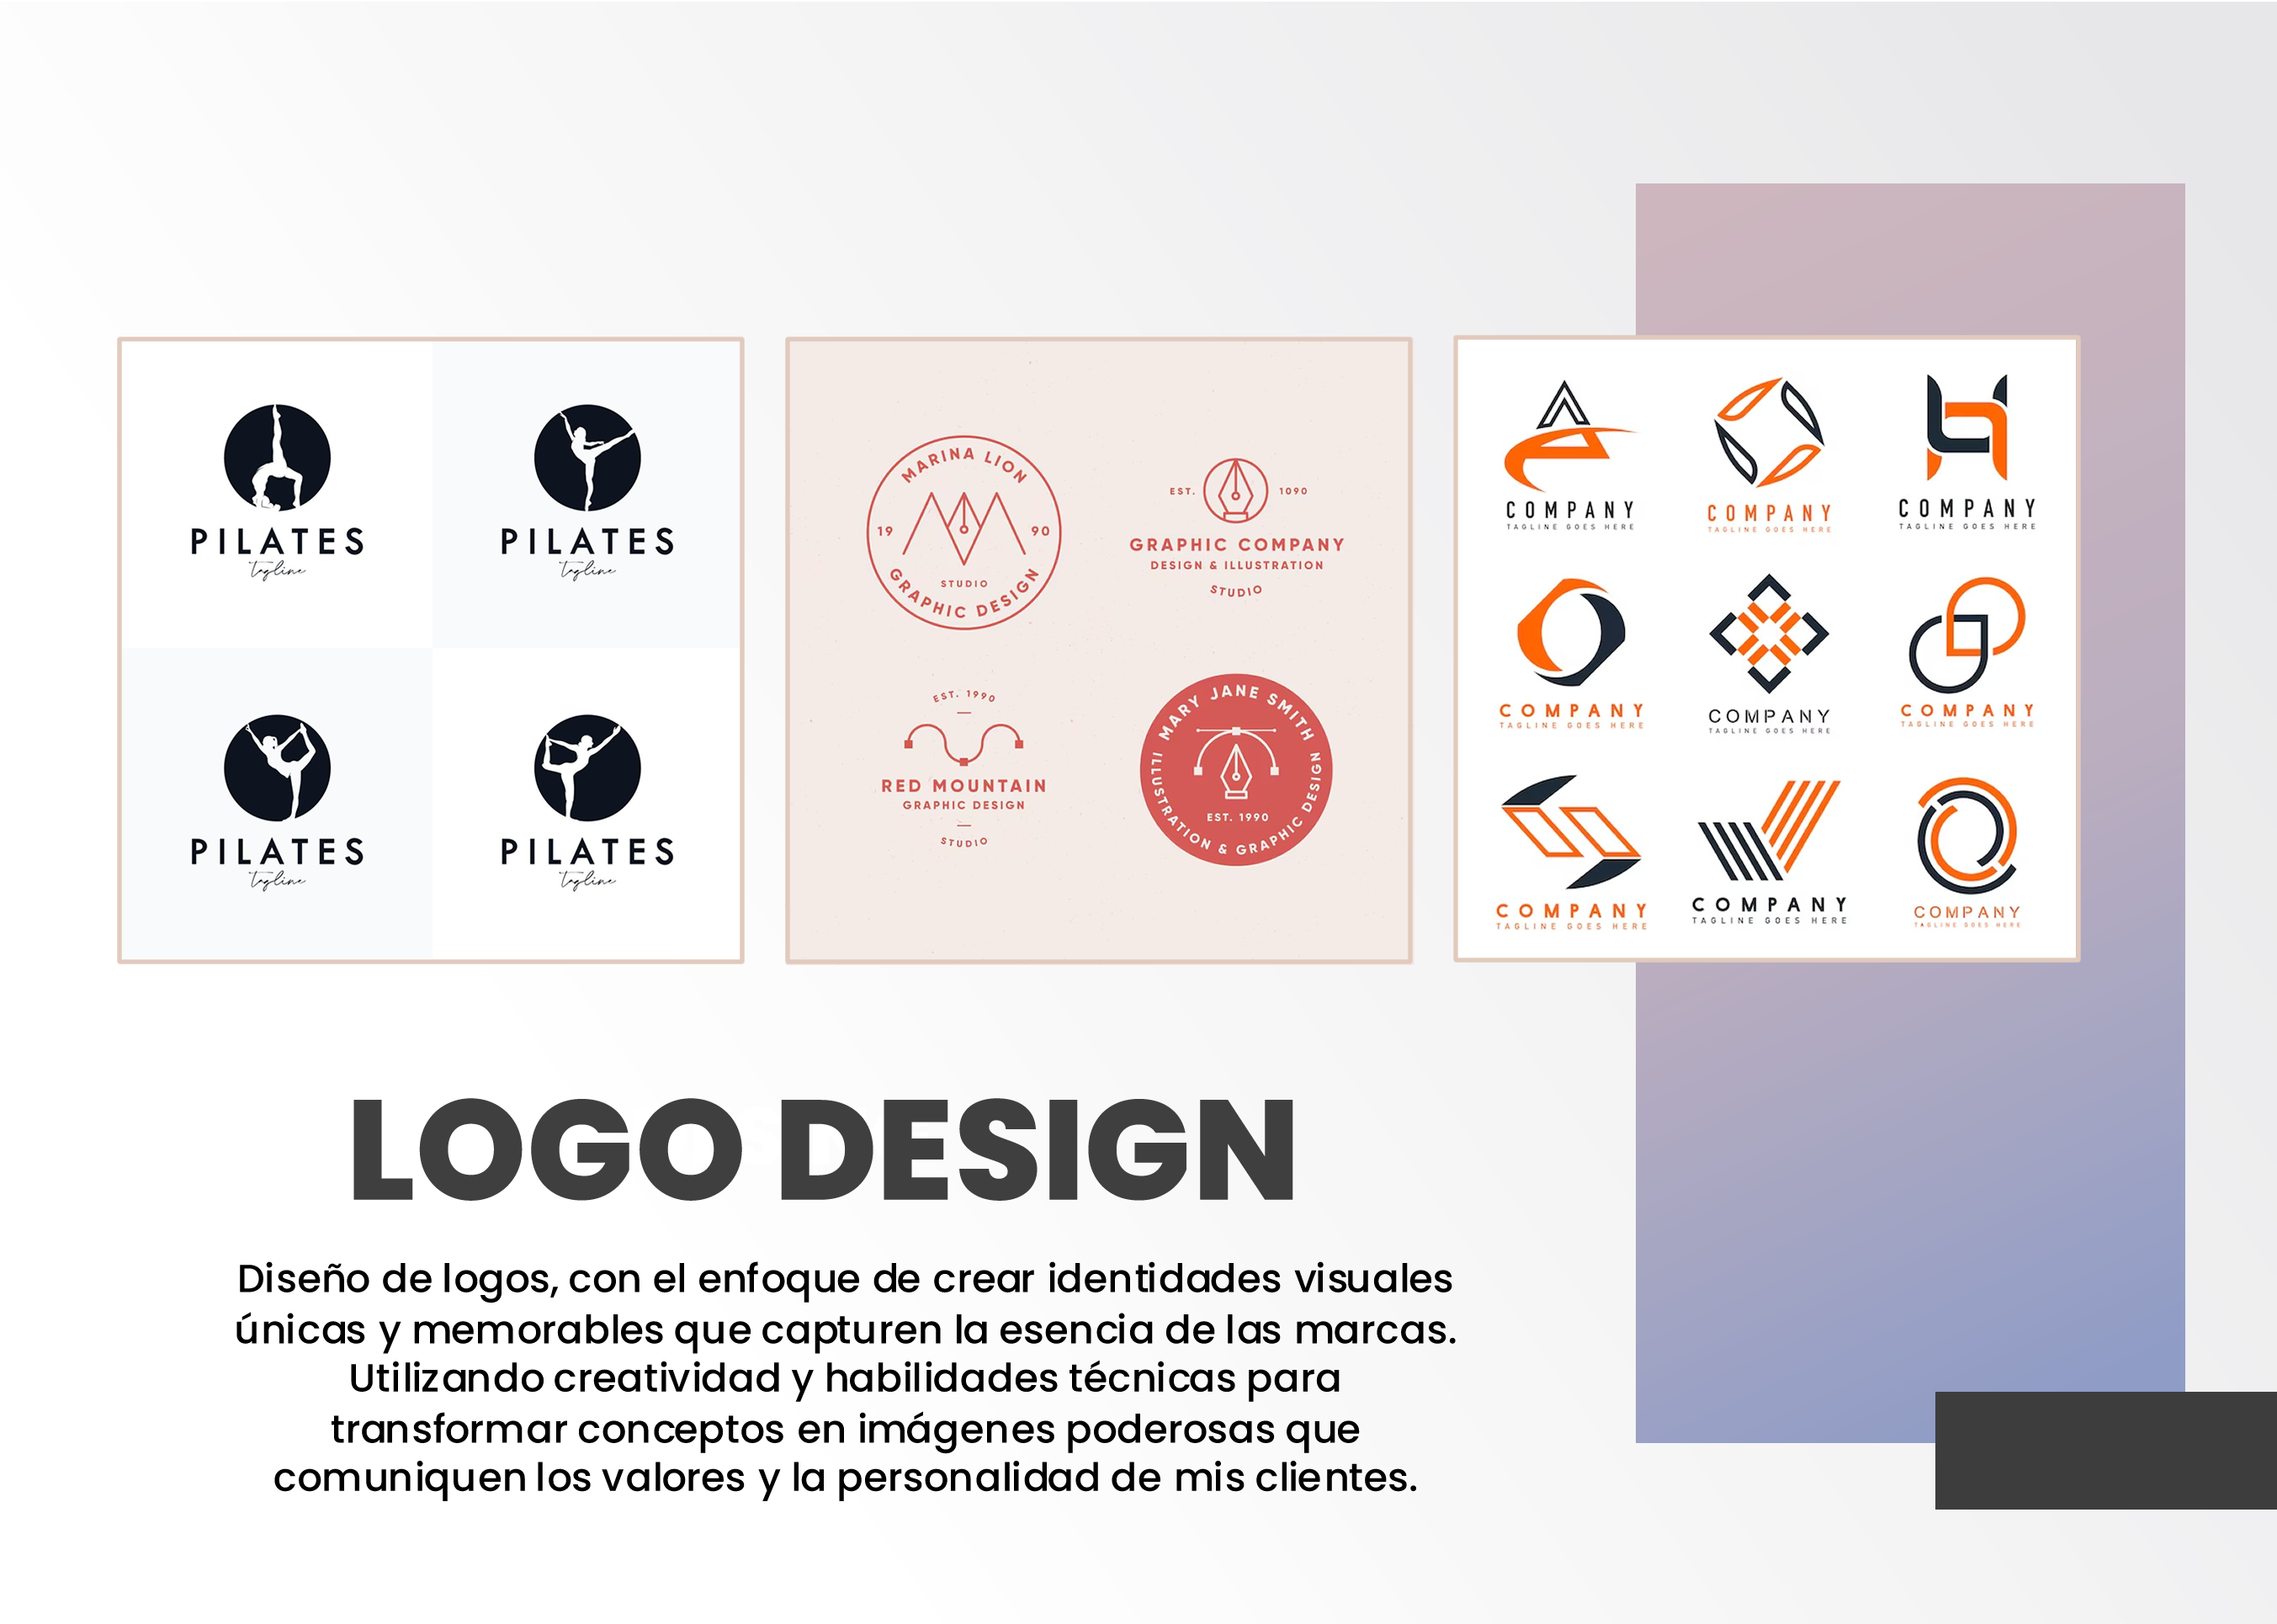 PILATES
Tagline
PILATES
Tagline
PILATES
Tagline
PILATES
Tagline
MARINA LION
19 90
STUDIO
GRAPHIC DESIGN
EST. 1090
GRAPHIC COMPANY
DESIGN & ILLUSTRATION
STUDIO
EST. 1990
RED MOUNTAIN
GRAPHIC DESIGN
STUDIO
MARY JANE SMITH
EST. 1990
ILLUSTRATION & GRAPHIC DESIGN
COMPANY
TAGLINE GOES HERE
COMPANY
TAGLINE GOES HERE
COMPANY
TAGLINE GOES HERE
COMPANY
TAGLINE GOES HERE
COMPANY
TAGLINE GOES HERE
COMPANY
TAGLINE GOES HERE
COMPANY
TAGLINE GOES HERE
COMPANY
TAGLINE GOES HERE
COMPANY
TAGLINE GOES HERE
LOGO DESIGN
Diseño de logos, con el enfoque de crear identidades visuales
únicas y memorables que capturen la esencia de las marcas.
Utilizando creatividad y habilidades técnicas para
transformar conceptos en imágenes poderosas que
comuniquen los valores y la personalidad de mis clientes.